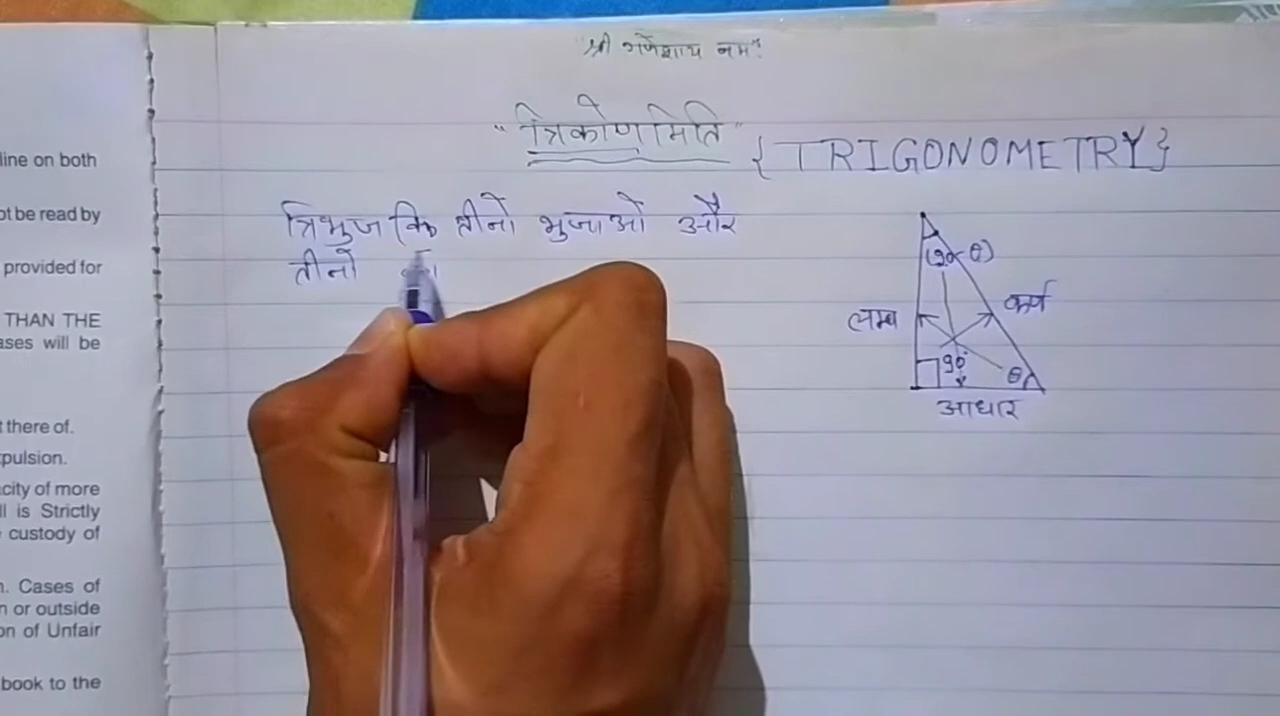 line on both
ot be read by
provided for
THAN THE
ases will be
t there of.
pulsion.
city of more
ll is Strictly
custody of
n. Cases of
n or outside
on of Unfair
book to the
"श्री गणेशाय नमः"
"त्रिकोणमिति" {TRIGONOMETRY}
त्रिभुज कि तीनों भुजाओं और
तीनों
(90-θ)
लम्ब
कर्ण
90°
θ
आधार